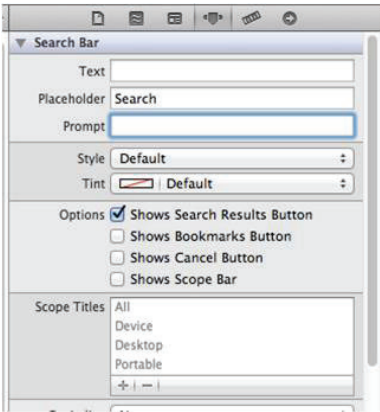 Search Bar
Text
Placeholder Search
Prompt
Style Default
Tint Default
Options Shows Search Results Button
Shows Bookmarks Button
Shows Cancel Button
Shows Scope Bar
Scope Titles All
Device
Desktop
Portable